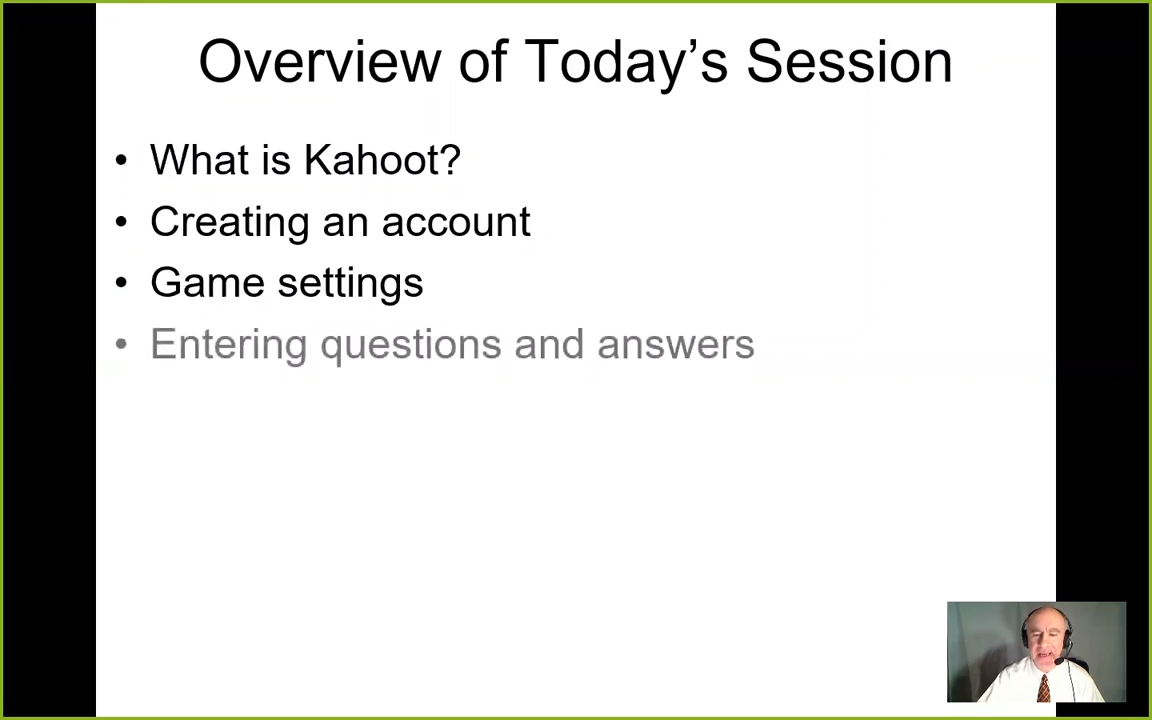 Overview of Today’s Session
• What is Kahoot?
• Creating an account
• Game settings
• Entering questions and answers